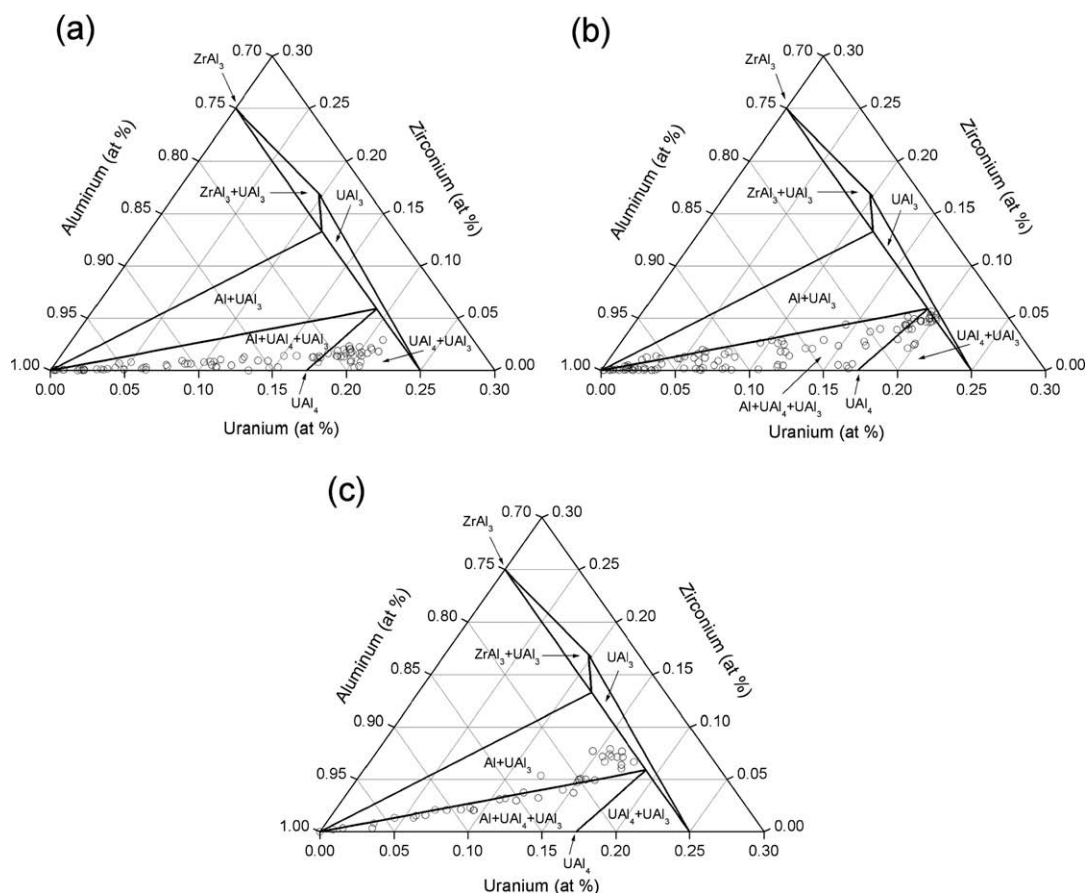 (a)
ZrAl3
0.70 0.30
0.75 0.25
Aluminum (at %)
Zirconium (at %)
0.80 0.20
ZrAl3+UAl3 UAl3
0.85 0.15
0.90 0.10
Al+UAl3
0.95 0.05
Al+UAl4+UAl3 UAl4+UAl3
1.00 0.00
0.00 0.05 0.10 0.15 0.20 0.25 0.30
UAl4
Uranium (at %)
(b)
ZrAl3
0.70 0.30
0.75 0.25
Aluminum (at %)
Zirconium (at %)
0.80 0.20
ZrAl3+UAl3 UAl3
0.85 0.15
0.90 0.10
Al+UAl3
0.95 0.05
UAl4+UAl3
1.00 0.00
0.00 0.05 0.10 0.15 0.20 0.25 0.30
Al+UAl4+UAl3 UAl4
Uranium (at %)
(c)
ZrAl3
0.70 0.30
0.75 0.25
Aluminum (at %)
Zirconium (at %)
0.80 0.20
ZrAl3+UAl3 UAl3
0.85 0.15
0.90 0.10
Al+UAl3
0.95 0.05
Al+UAl4+UAl3 UAl4+UAl3
1.00 0.00
0.00 0.05 0.10 0.15 0.20 0.25 0.30
UAl4
Uranium (at %)